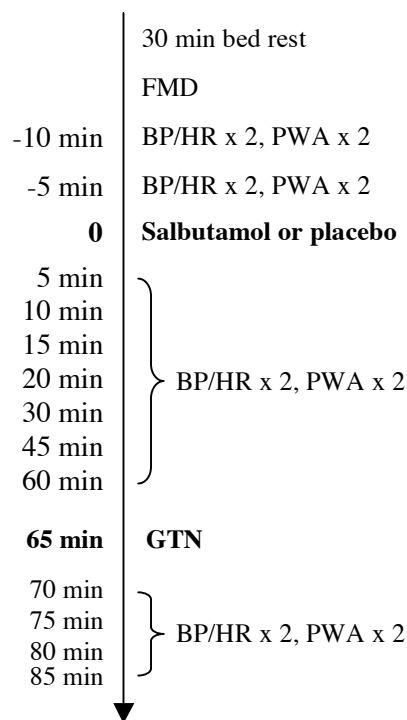 30 min bed rest
FMD
-10 min BP/HR x 2, PWA x 2
-5 min BP/HR x 2, PWA x 2
0 Salbutamol or placebo
5 min
10 min
15 min
20 min BP/HR x 2, PWA x 2
30 min
45 min
60 min
65 min GTN
70 min
75 min BP/HR x 2, PWA x 2
80 min
85 min